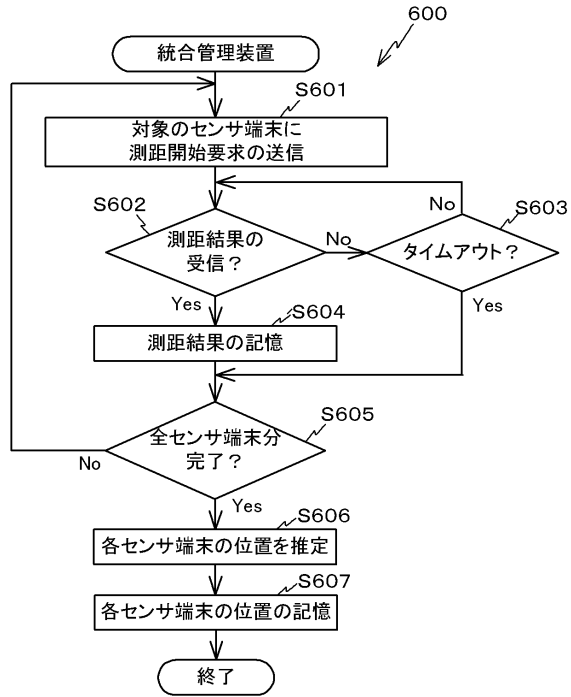 600
統合管理装置
S601
対象のセンサ端末に
測距開始要求の送信
S602
測距結果の
受信?
No
S603
タイムアウト?
No
Yes
Yes
S604
測距結果の記憶
S605
全センサ端末分
完了?
No
Yes
S606
各センサ端末の位置を推定
S607
各センサ端末の位置の記憶
終了